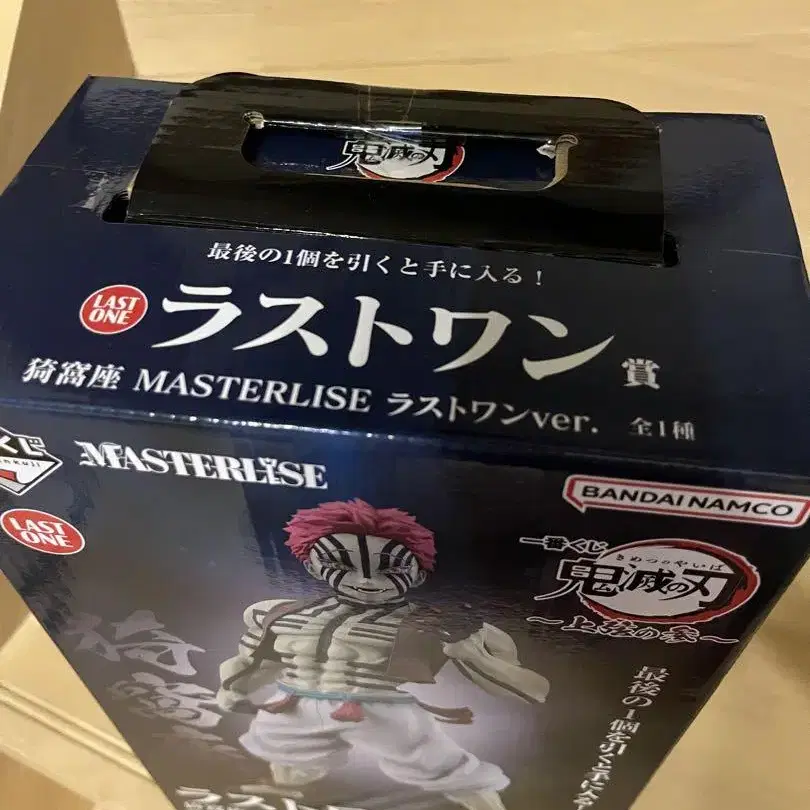 鬼滅の刃
最後の1個を引くと手に入る！
LAST ONE
ラストワン賞
猗窩座 MASTERLISE ラストワンver. 全1種
MASTERLISE
BANDAI NAMCO
LAST ONE
一番くじ
きめつのやいば
鬼滅の刃
～上弦の参～
猗窩座
最後の1個を引くと手に入る